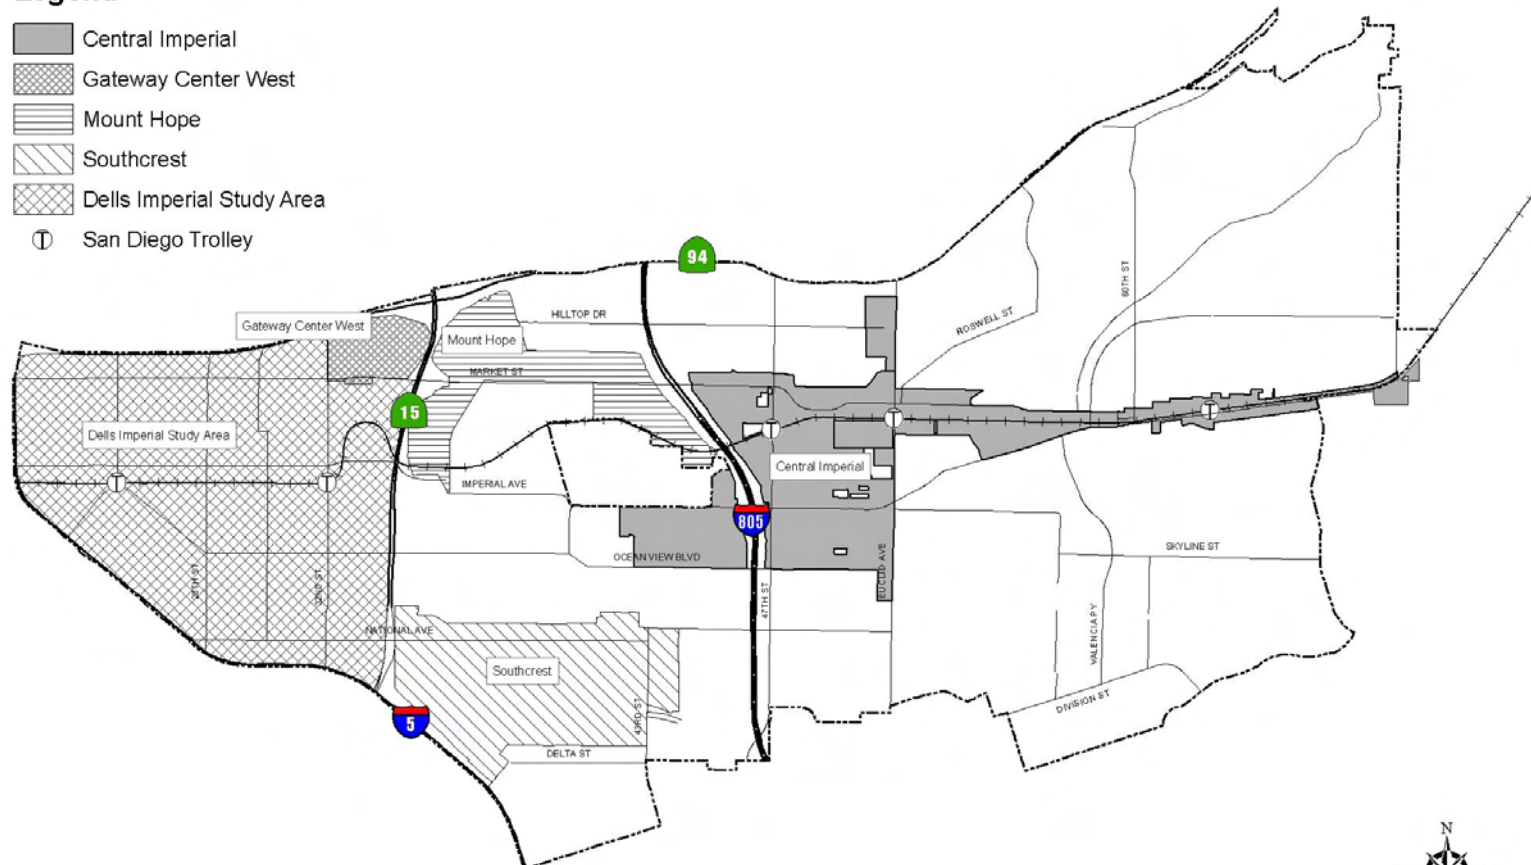 Legend
Central Imperial
Gateway Center West
Mount Hope
Southcrest
Dells Imperial Study Area
T San Diego Trolley
94
HILLTOP DR
60TH ST
ROSWELL ST
Gateway Center West
Mount Hope
MARKET ST
15
Dells Imperial Study Area
T
T
T
T
T
Central Imperial
IMPERIAL AVE
805
OCEAN VIEW BLVD
SKYLINE ST
EUCLID AVE
28TH ST
32ND ST
47TH ST
VALENCIA PY
NATIONAL AVE
Southcrest
43RD ST
DIVISION ST
5
DELTA ST
N